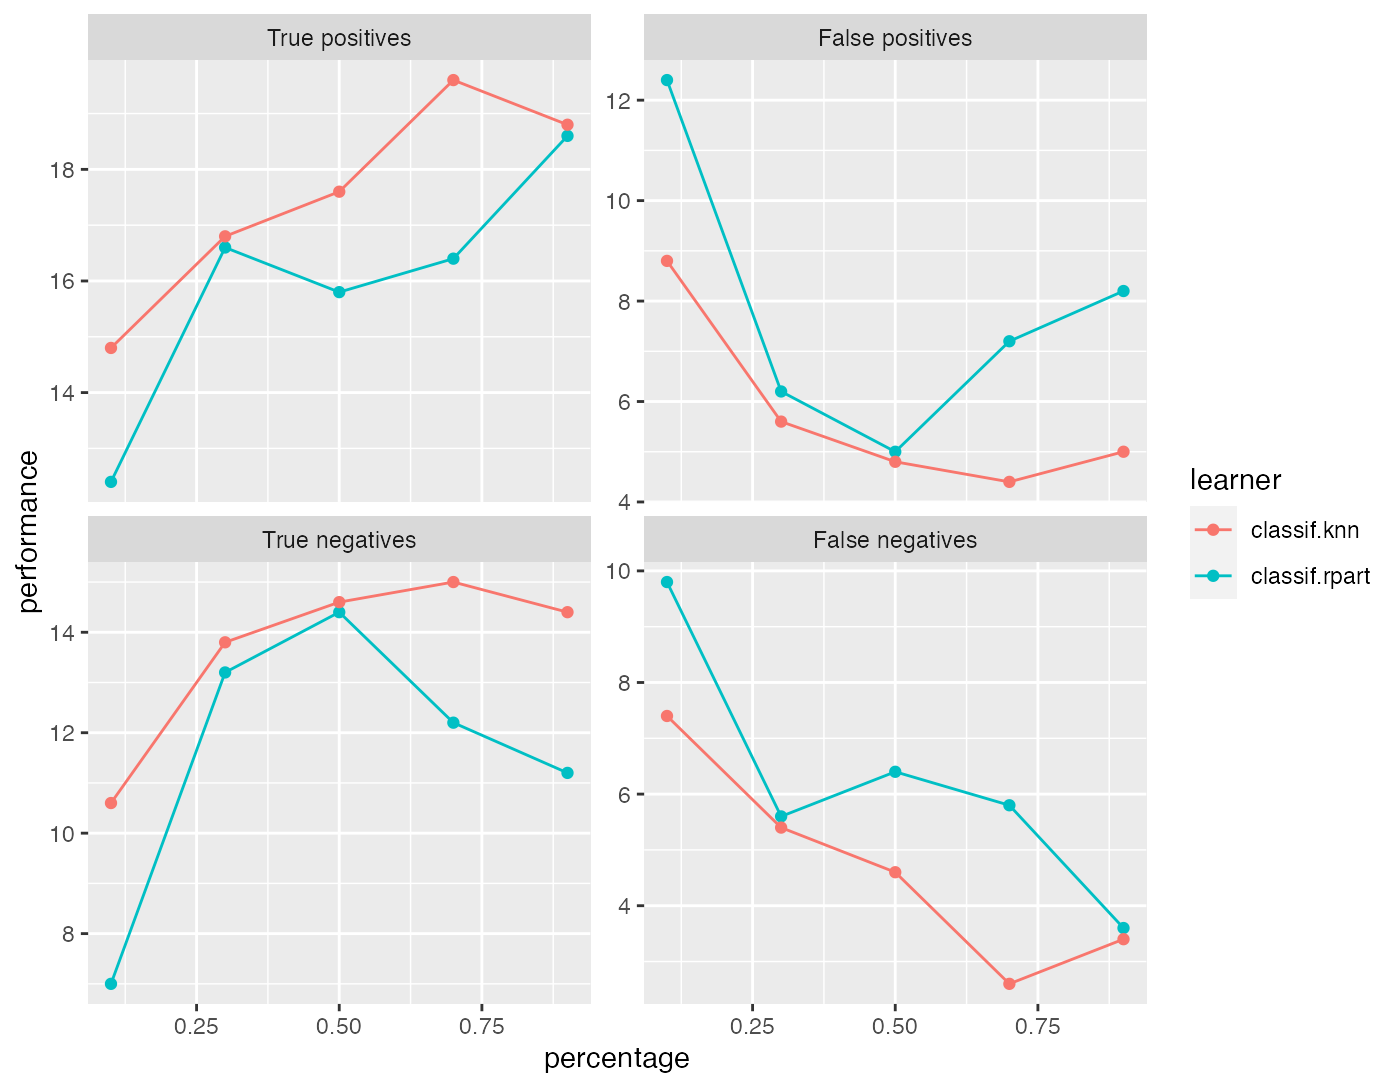 True positives
False positives
18
16
14
12
10
8
6
4
performance
True negatives
False negatives
14
12
10
8
10
8
6
4
0.25
0.50
0.75
0.25
0.50
0.75
percentage
learner
classif.knn
classif.rpart